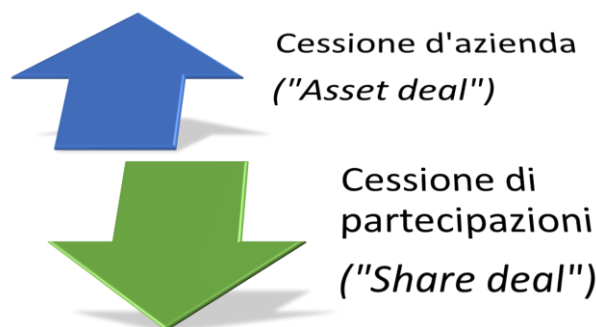 Cessione d'azienda
("Asset deal")
Cessione di
partecipazioni
("Share deal")